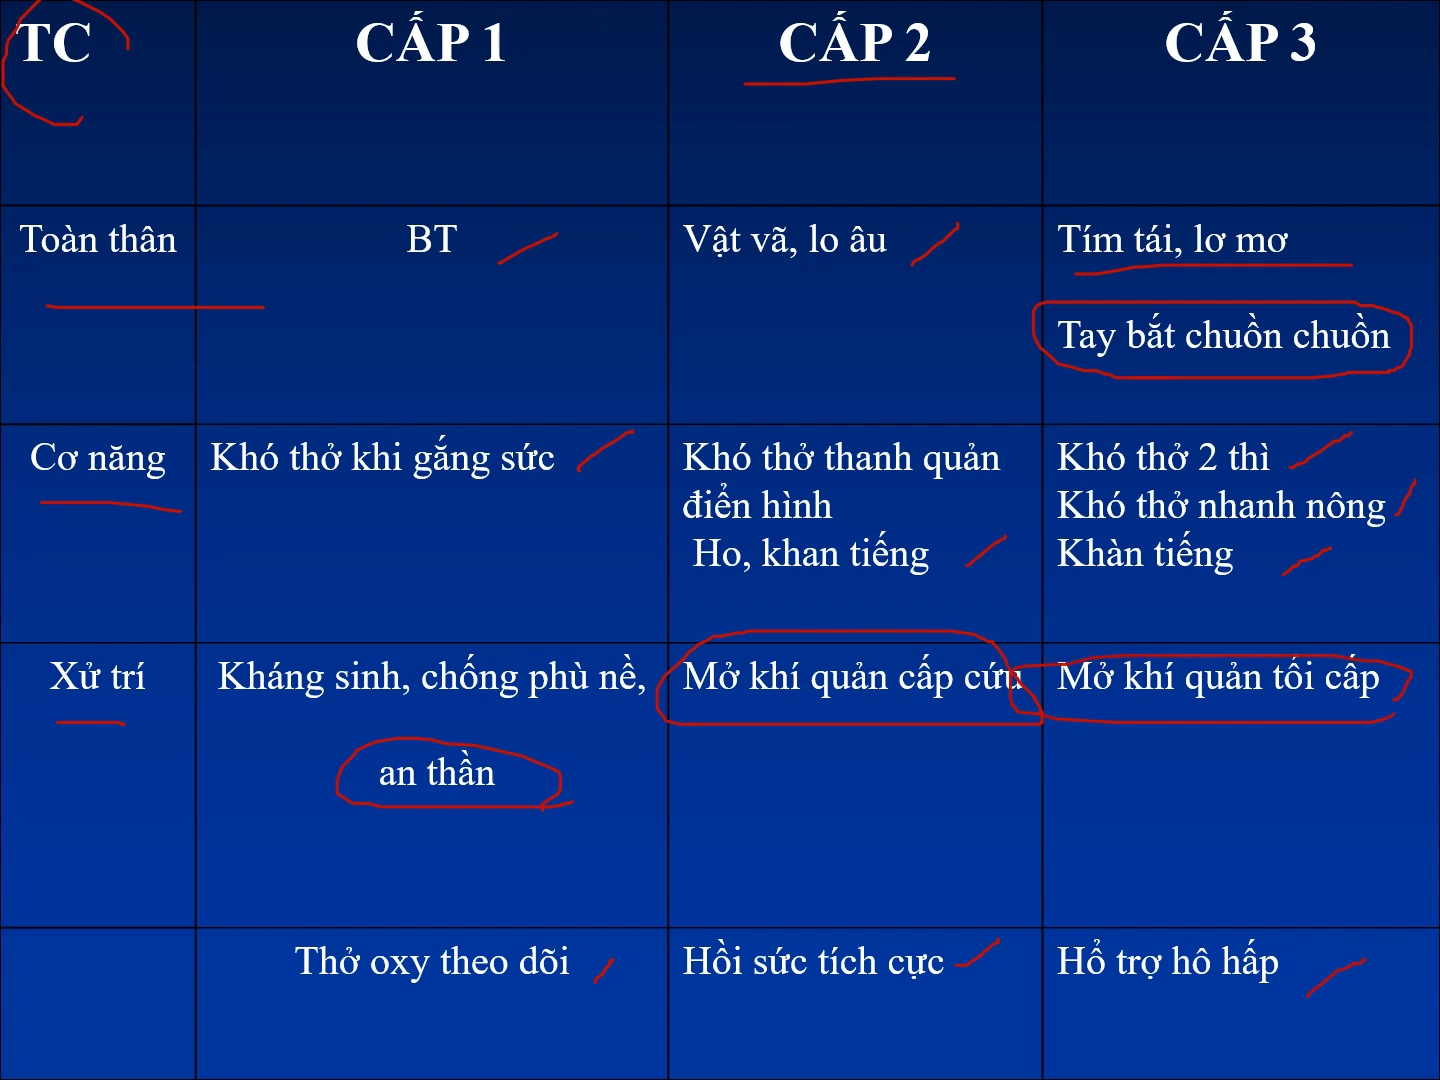 TC CẤP 1 CẤP 2 CẤP 3
Toàn thân BT Vật vã, lo âu Tím tái, lơ mơ
Tay bắt chuồn chuồn
Cơ năng Khó thở khi gắng sức Khó thở thanh quản Khó thở 2 thì
điển hình Khó thở nhanh nông
Ho, khan tiếng Khàn tiếng
Xử trí Kháng sinh, chống phù nề, Mở khí quản cấp cứu Mở khí quản tối cấp
an thần
Thở oxy theo dõi Hồi sức tích cực Hổ trợ hô hấp